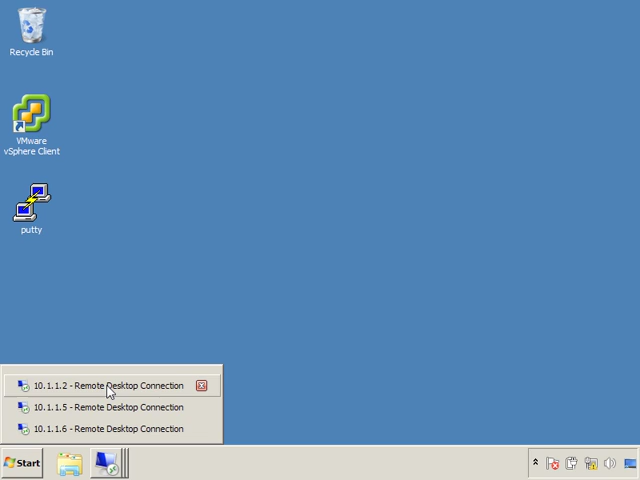 Recycle Bin
VMware
vSphere Client
putty
10.1.1.2 - Remote Desktop Connection
10.1.1.5 - Remote Desktop Connection
10.1.1.6 - Remote Desktop Connection
Start